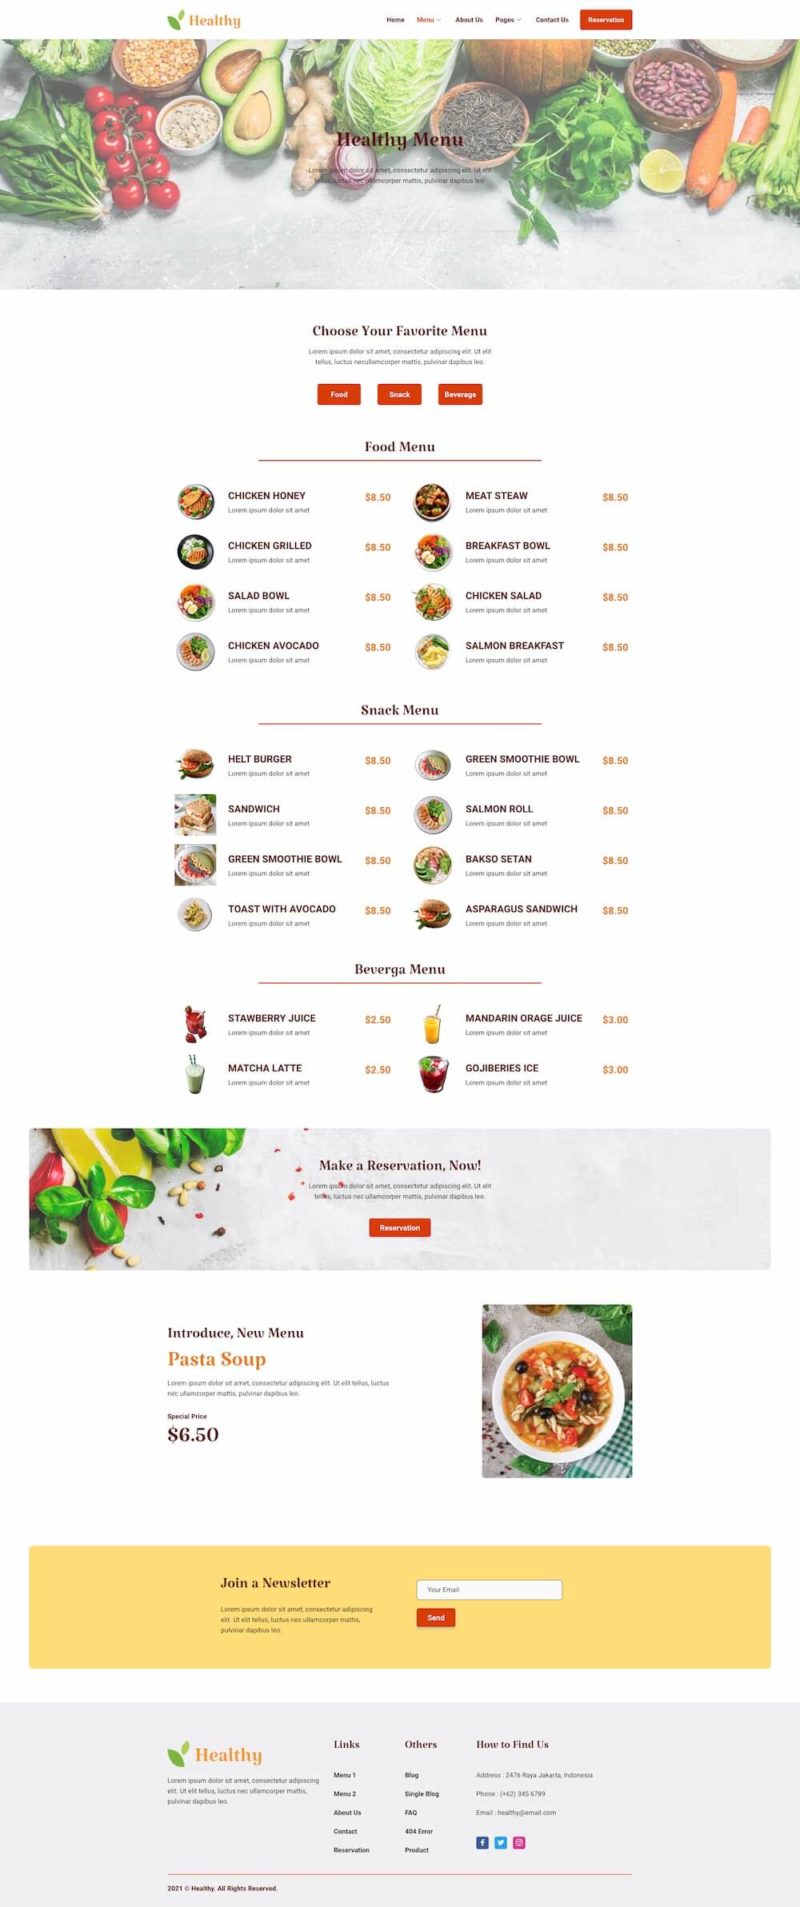 Healthy
Home Menu About Us Pages Contact Us Reservation
Healthy Menu
Lorem ipsum dolor sit amet, consectetur adipiscing elit. Ut elit
tellus, luctus nec ullamcorper mattis, pulvinar dapibus leo.
Choose Your Favorite Menu
Lorem ipsum dolor sit amet, consectetur adipiscing elit. Ut elit
tellus, luctus necullamcorper mattis, pulvinar dapibus leo.
Food Snack Beverage
Food Menu
CHICKEN HONEY $8.50
Lorem ipsum dolor sit amet
MEAT STEAW $8.50
Lorem ipsum dolor sit amet
CHICKEN GRILLED $8.50
Lorem ipsum dolor sit amet
BREAKFAST BOWL $8.50
Lorem ipsum dolor sit amet
SALAD BOWL $8.50
Lorem ipsum dolor sit amet
CHICKEN SALAD $8.50
Lorem ipsum dolor sit amet
CHICKEN AVOCADO $8.50
Lorem ipsum dolor sit amet
SALMON BREAKFAST $8.50
Lorem ipsum dolor sit amet
Snack Menu
HELT BURGER $8.50
Lorem ipsum dolor sit amet
GREEN SMOOTHIE BOWL $8.50
Lorem ipsum dolor sit amet
SANDWICH $8.50
Lorem ipsum dolor sit amet
SALMON ROLL $8.50
Lorem ipsum dolor sit amet
GREEN SMOOTHIE BOWL $8.50
Lorem ipsum dolor sit amet
BAKSO SETAN $8.50
Lorem ipsum dolor sit amet
TOAST WITH AVOCADO $8.50
Lorem ipsum dolor sit amet
ASPARAGUS SANDWICH $8.50
Lorem ipsum dolor sit amet
Beverga Menu
STAWBERRY JUICE $2.50
Lorem ipsum dolor sit amet
MANDARIN ORAGE JUICE $3.00
Lorem ipsum dolor sit amet
MATCHA LATTE $2.50
Lorem ipsum dolor sit amet
GOJIBERIES ICE $3.00
Lorem ipsum dolor sit amet
Make a Reservation, Now!
Lorem ipsum dolor sit amet, consectetur adipiscing elit. Ut elit
tellus, luctus nec ullamcorper mattis, pulvinar dapibus leo.
Reservation
Introduce, New Menu
Pasta Soup
Lorem ipsum dolor sit amet, consectetur adipiscing elit. Ut elit tellus, luctus
nec ullamcorper mattis, pulvinar dapibus leo.
Special Price
$6.50
Join a Newsletter
Lorem ipsum dolor sit amet, consectetur adipiscing
elit. Ut elit tellus, luctus nec ullamcorper mattis,
pulvinar dapibus leo.
Your Email
Send
Healthy
Lorem ipsum dolor sit amet, consectetur adipiscing
elit. Ut elit tellus, luctus nec ullamcorper mattis,
pulvinar dapibus leo.
Links
Menu 1
Menu 2
About Us
Contact
Reservation
Others
Blog
Single Blog
FAQ
404 Error
Product
How to Find Us
Address : 2476 Raya Jakarta, Indonesia
Phone : (+62) 345 6789
Email : healthy@email.com
2021 © Healthy. All Rights Reserved.